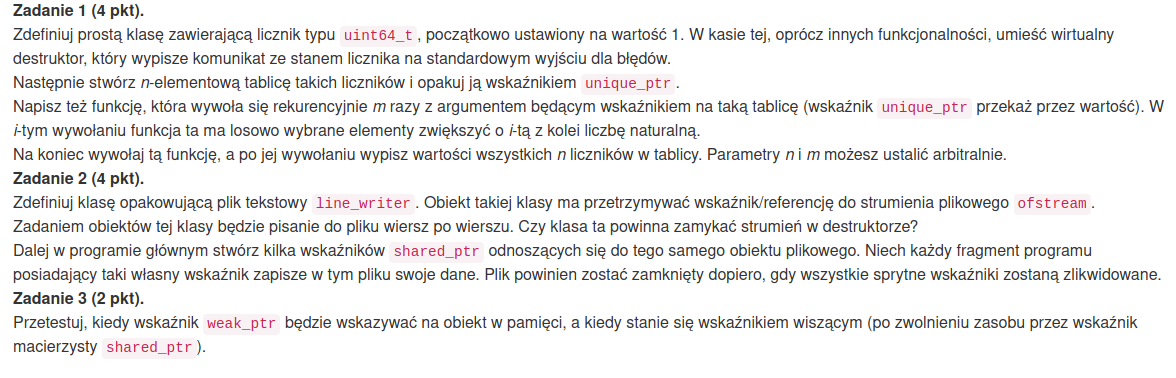 Zadanie 1 (4 pkt).
Zdefiniuj prostą klasę zawierającą licznik typu uint64_t, początkowo ustawiony na wartość 1. W kasie tej, oprócz innych funkcjonalności, umieść wirtualny
destruktor, który wypisze komunikat ze stanem licznika na standardowym wyjściu dla błędów.
Następnie stwórz n-elementową tablicę takich liczników i opakuj ją wskaźnikiem unique_ptr.
Napisz też funkcję, która wywoła się rekurencyjnie m razy z argumentem będącym wskaźnikiem na taką tablicę (wskaźnik unique_ptr przekaż przez wartość). W
i-tym wywołaniu funkcja ta ma losowo wybrane elementy zwiększyć o i-tą z kolei liczbę naturalną.
Na koniec wywołaj tą funkcję, a po jej wywołaniu wypisz wartości wszystkich n liczników w tablicy. Parametry n i m możesz ustalić arbitralnie.
Zadanie 2 (4 pkt).
Zdefiniuj klasę opakowującą plik tekstowy line_writer. Obiekt takiej klasy ma przetrzymywać wskaźnik/referencję do strumienia plikowego ofstream.
Zadaniem obiektów tej klasy będzie pisanie do pliku wiersz po wierszu. Czy klasa ta powinna zamykać strumień w destruktorze?
Dalej w programie głównym stwórz kilka wskaźników shared_ptr odnoszących się do tego samego obiektu plikowego. Niech każdy fragment programu
posiadający taki własny wskaźnik zapisze w tym pliku swoje dane. Plik powinien zostać zamknięty dopiero, gdy wszystkie sprytne wskaźniki zostaną zlikwidowane.
Zadanie 3 (2 pkt).
Przetestuj, kiedy wskaźnik weak_ptr będzie wskazywać na obiekt w pamięci, a kiedy stanie się wskaźnikiem wiszącym (po zwolnieniu zasobu przez wskaźnik
macierzysty shared_ptr).